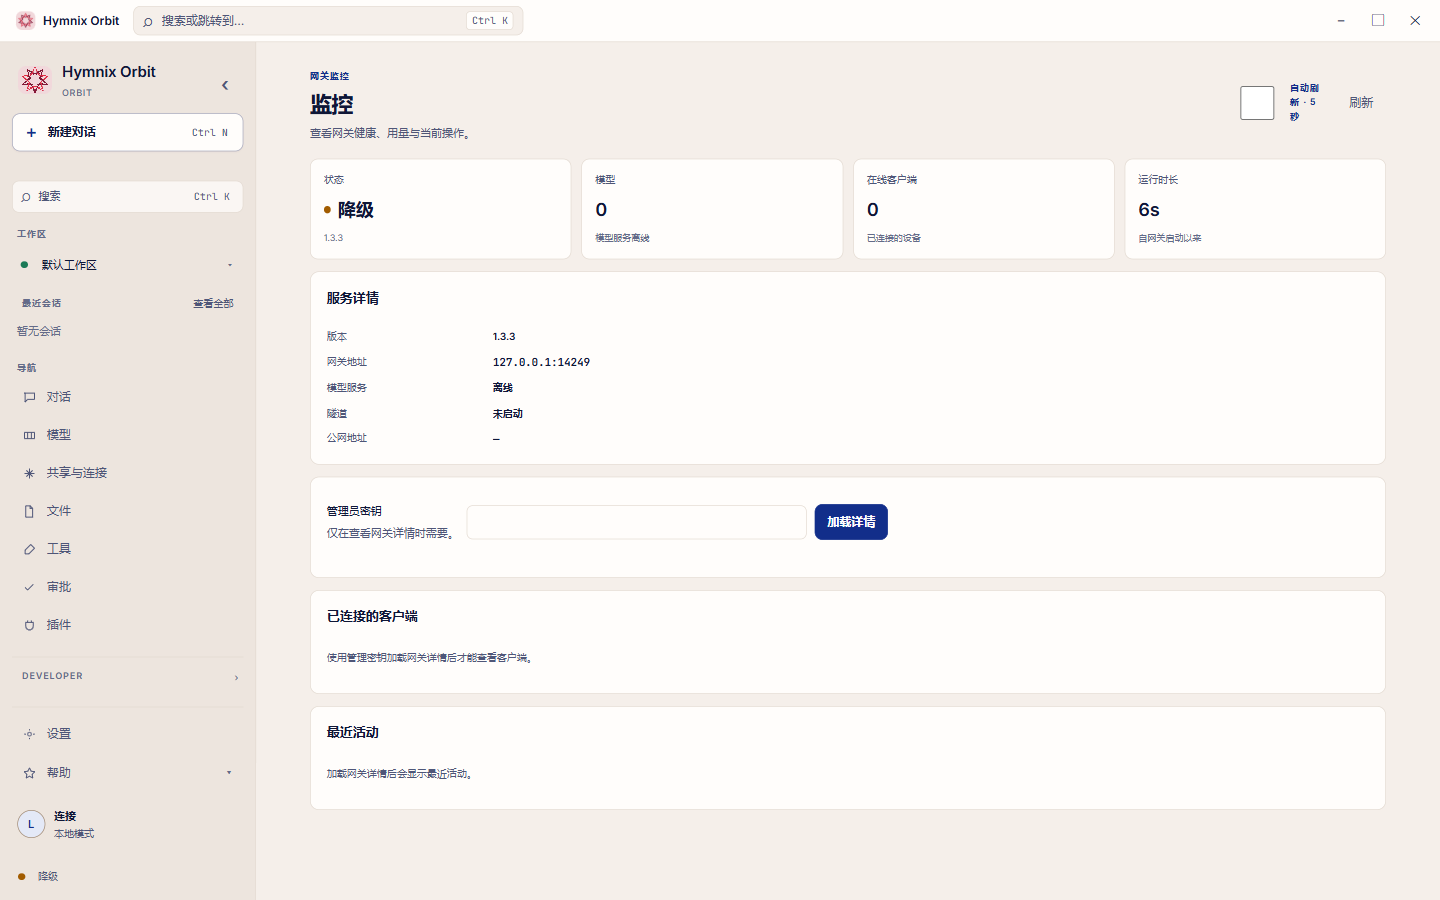 Hymnix Orbit
搜索或跳转到...
Ctrl K
Hymnix Orbit
ORBIT
新建对话
Ctrl N
搜索
Ctrl K
工作区
默认工作区
最近会话
查看全部
暂无会话
导航
对话
模型
共享与连接
文件
工具
审批
插件
DEVELOPER
设置
帮助
L
连接
本地模式
降级
网关监控
监控
查看网关健康、用量与当前操作。
自动刷
新 · 5
秒
刷新
状态
降级
1.3.3
模型
0
模型服务离线
在线客户端
0
已连接的设备
运行时长
6s
自网关启动以来
服务详情
版本
1.3.3
网关地址
127.0.0.1:14249
模型服务
离线
隧道
未启动
公网地址
—
管理员密钥
仅在查看网关详情时需要。
加载详情
已连接的客户端
使用管理密钥加载网关详情后才能查看客户端。
最近活动
加载网关详情后会显示最近活动。